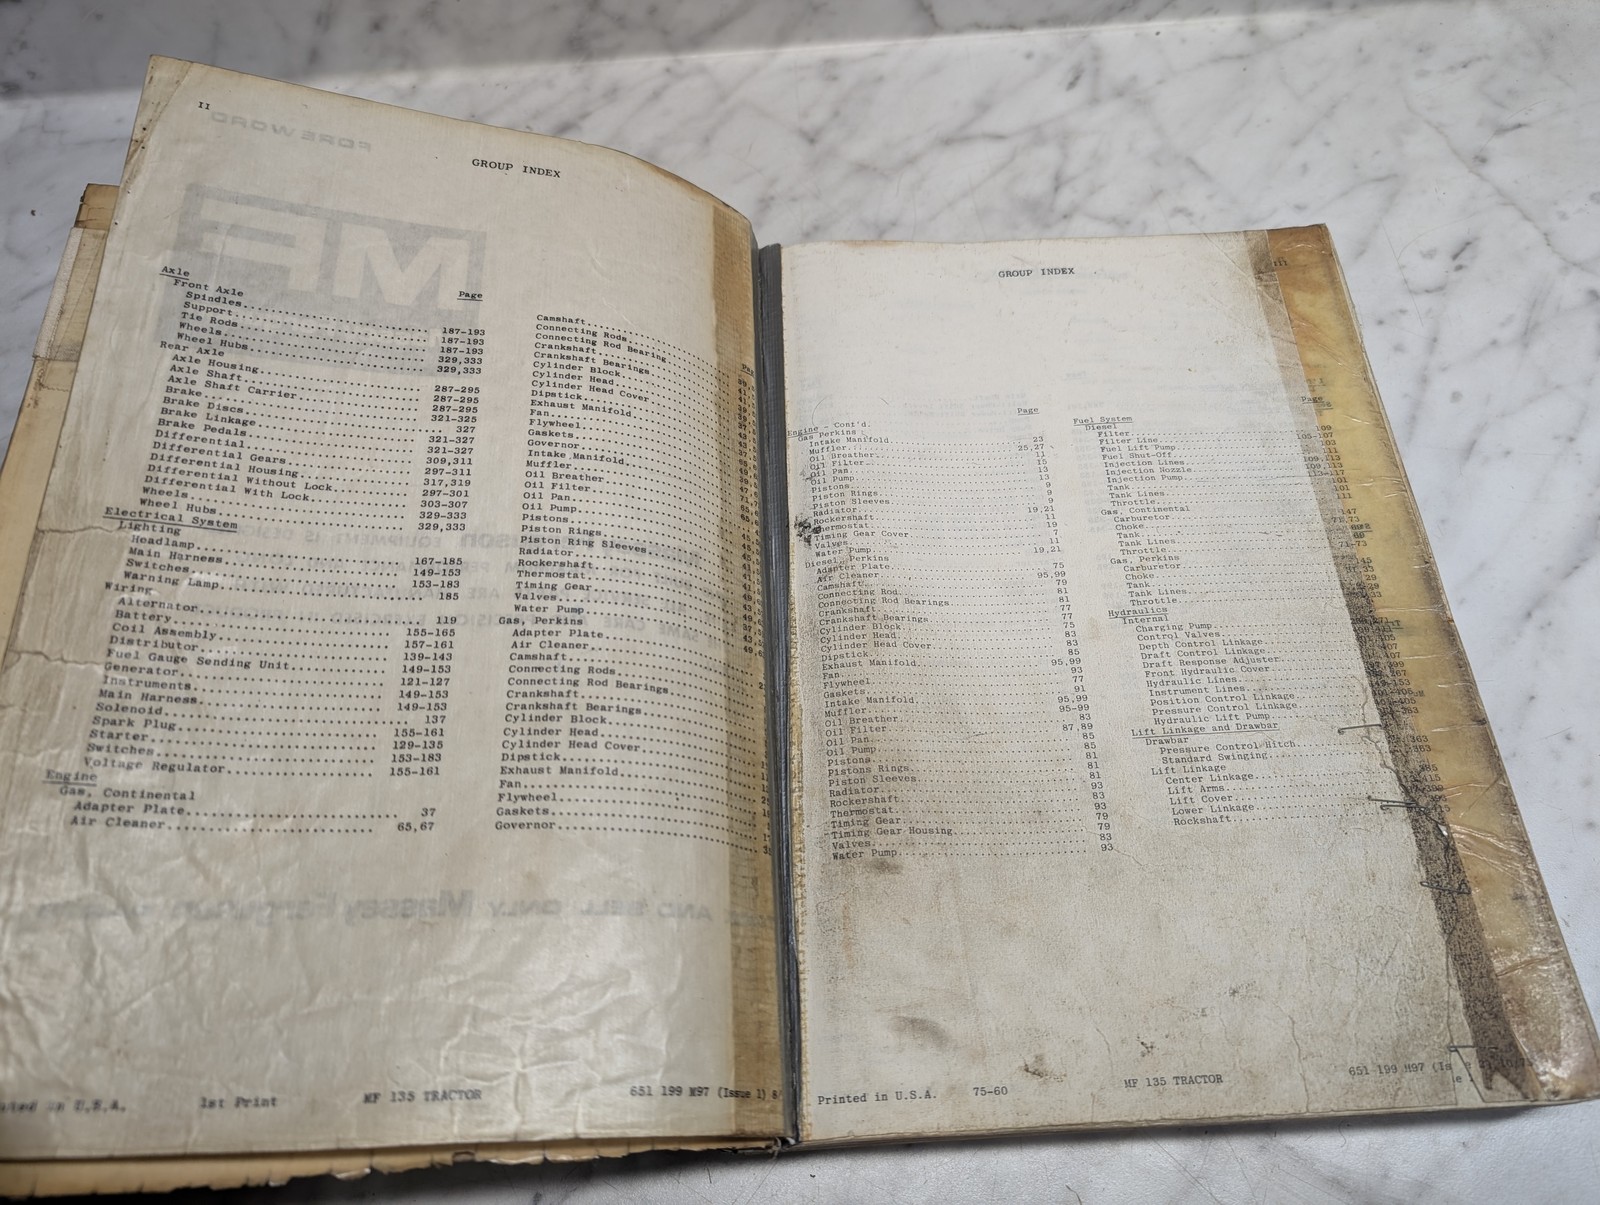 II
GROUP INDEX
Page
Axle
Front Axle
Spindles 187-193
Support 187-193
Tie Rods 187-193
Wheels 329,333
Wheel Hubs 329,333
Rear Axle
Axle Housing 287-295
Axle Shaft 287-295
Axle Shaft Carrier 287-295
Brake 321-325
Brake Discs 327
Brake Linkage 321-327
Brake Pedals 321-327
Differential 309,311
Differential Gears 297-311
Differential Housing 317,319
Differential Without Lock 297-301
Differential With Lock 303-307
Wheels 329-333
Wheel Hubs 329,333
Electrical System
Lighting
Headlamp 167-185
Main Harness 149-153
Switches 153-183
Warning Lamp 185
Wiring
Alternator 119
Battery 155-165
Coil Assembly 157-161
Distributor 139-143
Fuel Gauge Sending Unit 149-153
Generator 121-127
Instruments 149-153
Main Harness 149-153
Solenoid 137
Spark Plug 155-161
Starter 129-135
Switches 153-183
Voltage Regulator 155-161
Engine
Gas, Continental
Adapter Plate 37
Air Cleaner 65,67
Camshaft
Connecting Rods
Connecting Rod Bearing
Crankshaft
Crankshaft Bearings
Cylinder Block
Cylinder Head
Cylinder Head Cover
Dipstick
Exhaust Manifold
Fan
Flywheel
Gaskets
Governor
Intake Manifold
Muffler
Oil Breather
Oil Filter
Oil Pan
Oil Pump
Pistons
Piston Rings
Piston Ring Sleeves
Radiator
Rockershaft
Thermostat
Timing Gear
Valves
Water Pump
Gas, Perkins
Adapter Plate
Air Cleaner
Camshaft
Connecting Rods
Connecting Rod Bearings
Crankshaft
Crankshaft Bearings
Cylinder Block
Cylinder Head
Cylinder Head Cover
Dipstick
Exhaust Manifold
Fan
Flywheel
Gaskets
Governor
Printed in U.S.A. 1st Print MF 135 TRACTOR 651 199 M97 (Issue 1)
iii
GROUP INDEX
Page
Engine - Cont'd.
Gas Perkins
Intake Manifold 23
Muffler 25,27
Oil Breather 11
Oil Filter 15
Oil Pan 13
Oil Pump 13
Pistons 9
Piston Rings 9
Piston Sleeves 9
Radiator 19,21
Rockershaft 11
Thermostat 19
Timing Gear Cover 7
Valves 11
Water Pump 19,21
Diesel, Perkins
Adapter Plate 75
Air Cleaner 95,99
Camshaft 79
Connecting Rod 81
Connecting Rod Bearings 81
Crankshaft 77
Crankshaft Bearings 77
Cylinder Block 75
Cylinder Head 83
Cylinder Head Cover 83
Dipstick 85
Exhaust Manifold 95,99
Fan 93
Flywheel 77
Gaskets 91
Intake Manifold 95,99
Muffler 95-99
Oil Breather 83
Oil Filter 87,89
Oil Pan 85
Oil Pump 85
Pistons 81
Pistons Rings 81
Piston Sleeves 81
Radiator 93
Rockershaft 83
Thermostat 93
Timing Gear 79
Timing Gear Housing 79
Valves 83
Water Pump 93
Page
Fuel System
Diesel
Filter 109
Filter Line 105-107
Fuel Lift Pump 103
Fuel Shut-Off 111
Injection Lines 109,113
Injection Nozzle 109,113
Injection Pump 113-117
Tank 101
Tank Lines 101
Throttle 111
Gas, Continental
Carburetor
Choke
Tank
Tank Lines
Throttle
Gas, Perkins
Carburetor
Choke
Tank
Tank Lines
Throttle
Hydraulics
Internal
Charging Pump
Control Valves
Depth Control Linkage
Draft Control Linkage
Draft Response Adjuster
Front Hydraulic Cover
Hydraulic Lines
Instrument Lines
Position Control Linkage
Pressure Control Linkage
Hydraulic Lift Pump
Lift Linkage and Drawbar
Drawbar
Pressure Control Hitch
Standard Swinging
Lift Linkage
Center Linkage
Lift Arms
Lift Cover
Lower Linkage
Rockshaft
Printed in U.S.A. 75-60 MF 135 TRACTOR 651 199 M97